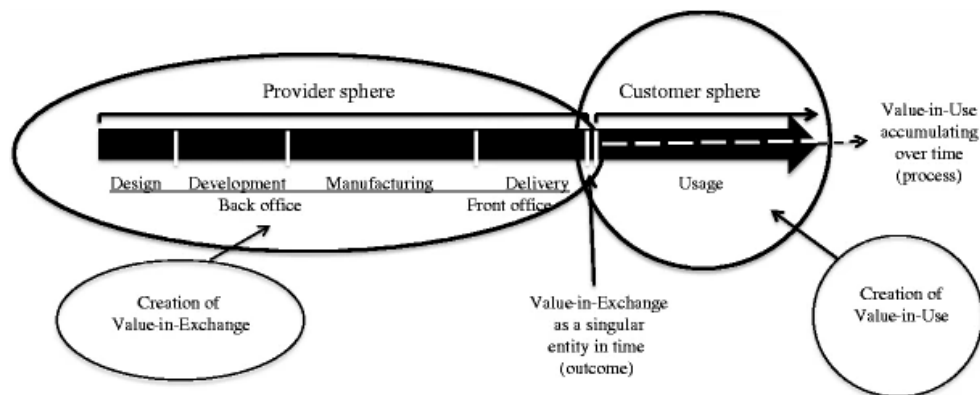 Provider sphere
Customer sphere
Design
Development
Manufacturing
Delivery
Back office
Front office
Usage
Value-in-Use
accumulating
over time
(process)
Creation of
Value-in-Exchange
Value-in-Exchange
as a singular
entity in time
(outcome)
Creation of
Value-in-Use